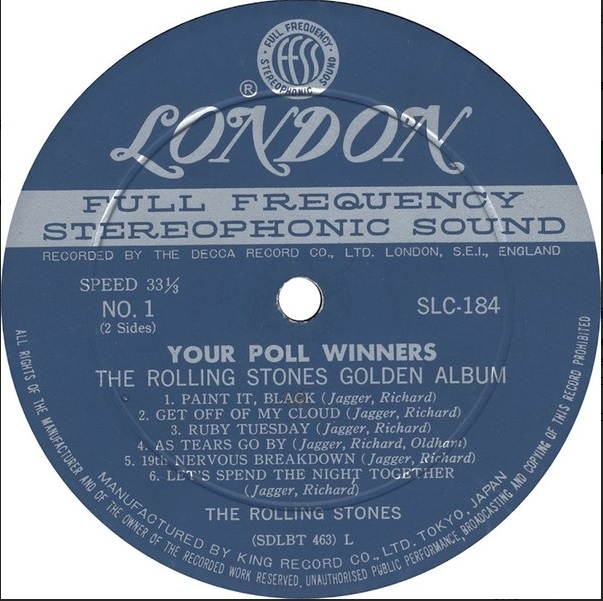 FULL FREQUENCY
ffss
STEREOPHONIC SOUND
®
LONDON
FULL FREQUENCY
STEREOPHONIC SOUND
RECORDED BY THE DECCA RECORD CO., LTD. LONDON, S.E.I., ENGLAND
SPEED 33⅓
NO. 1
(2 Sides)
SLC-184
YOUR POLL WINNERS
THE ROLLING STONES GOLDEN ALBUM
1. PAINT IT, BLACK (Jagger, Richard)
2. GET OFF OF MY CLOUD (Jagger, Richard)
3. RUBY TUESDAY (Jagger, Richard)
4. AS TEARS GO BY (Jagger, Richard, Oldham)
5. 19th NERVOUS BREAKDOWN (Jagger, Richard)
6. LET'S SPEND THE NIGHT TOGETHER
(Jagger, Richard)
THE ROLLING STONES
(SDLBT 463) L
MANUFACTURED BY KING RECORD CO., LTD. TOKYO, JAPAN
ALL RIGHTS OF THE MANUFACTURER AND OF THE OWNER OF THE RECORDED WORK RESERVED, UNAUTHORISED PUBLIC PERFORMANCE, BROADCASTING AND COPYING OF THIS RECORD PROHIBITED